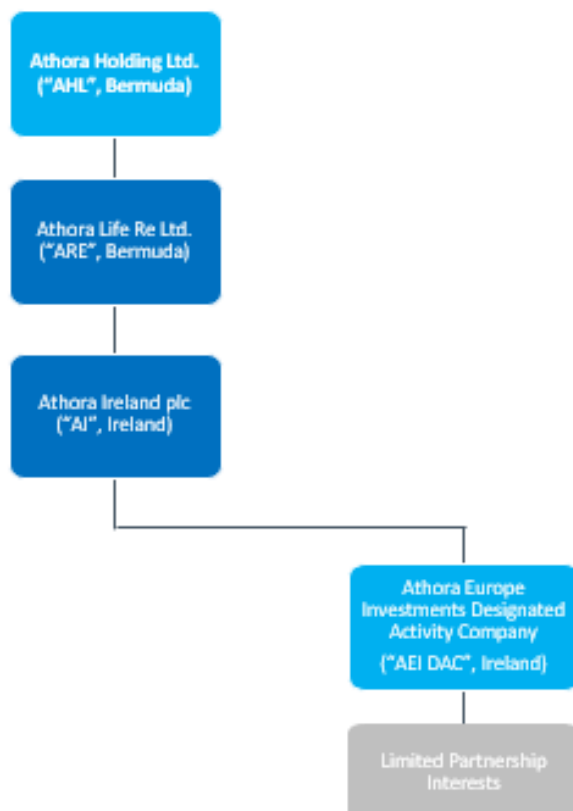 Athora Holding Ltd.
("AHL", Bermuda)
Athora Life Re Ltd.
("ARE", Bermuda)
Athora Ireland plc
("AI", Ireland)
Athora Europe
Investments Designated
Activity Company
("AEI DAC", Ireland)
Limited Partnership
Interests